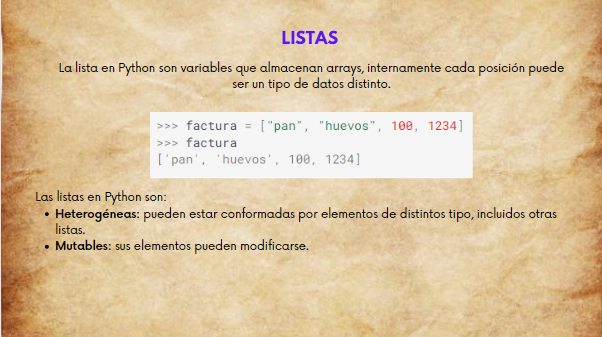 LISTAS
La lista en Python son variables que almacenan arrays, internamente cada posición puede
ser un tipo de datos distinto.
>>> factura = ["pan", "huevos", 100, 1234]
>>> factura
['pan', 'huevos', 100, 1234]
Las listas en Python son:
• Heterogéneas: pueden estar conformadas por elementos de distintos tipo, incluidos otras
listas.
• Mutables: sus elementos pueden modificarse.